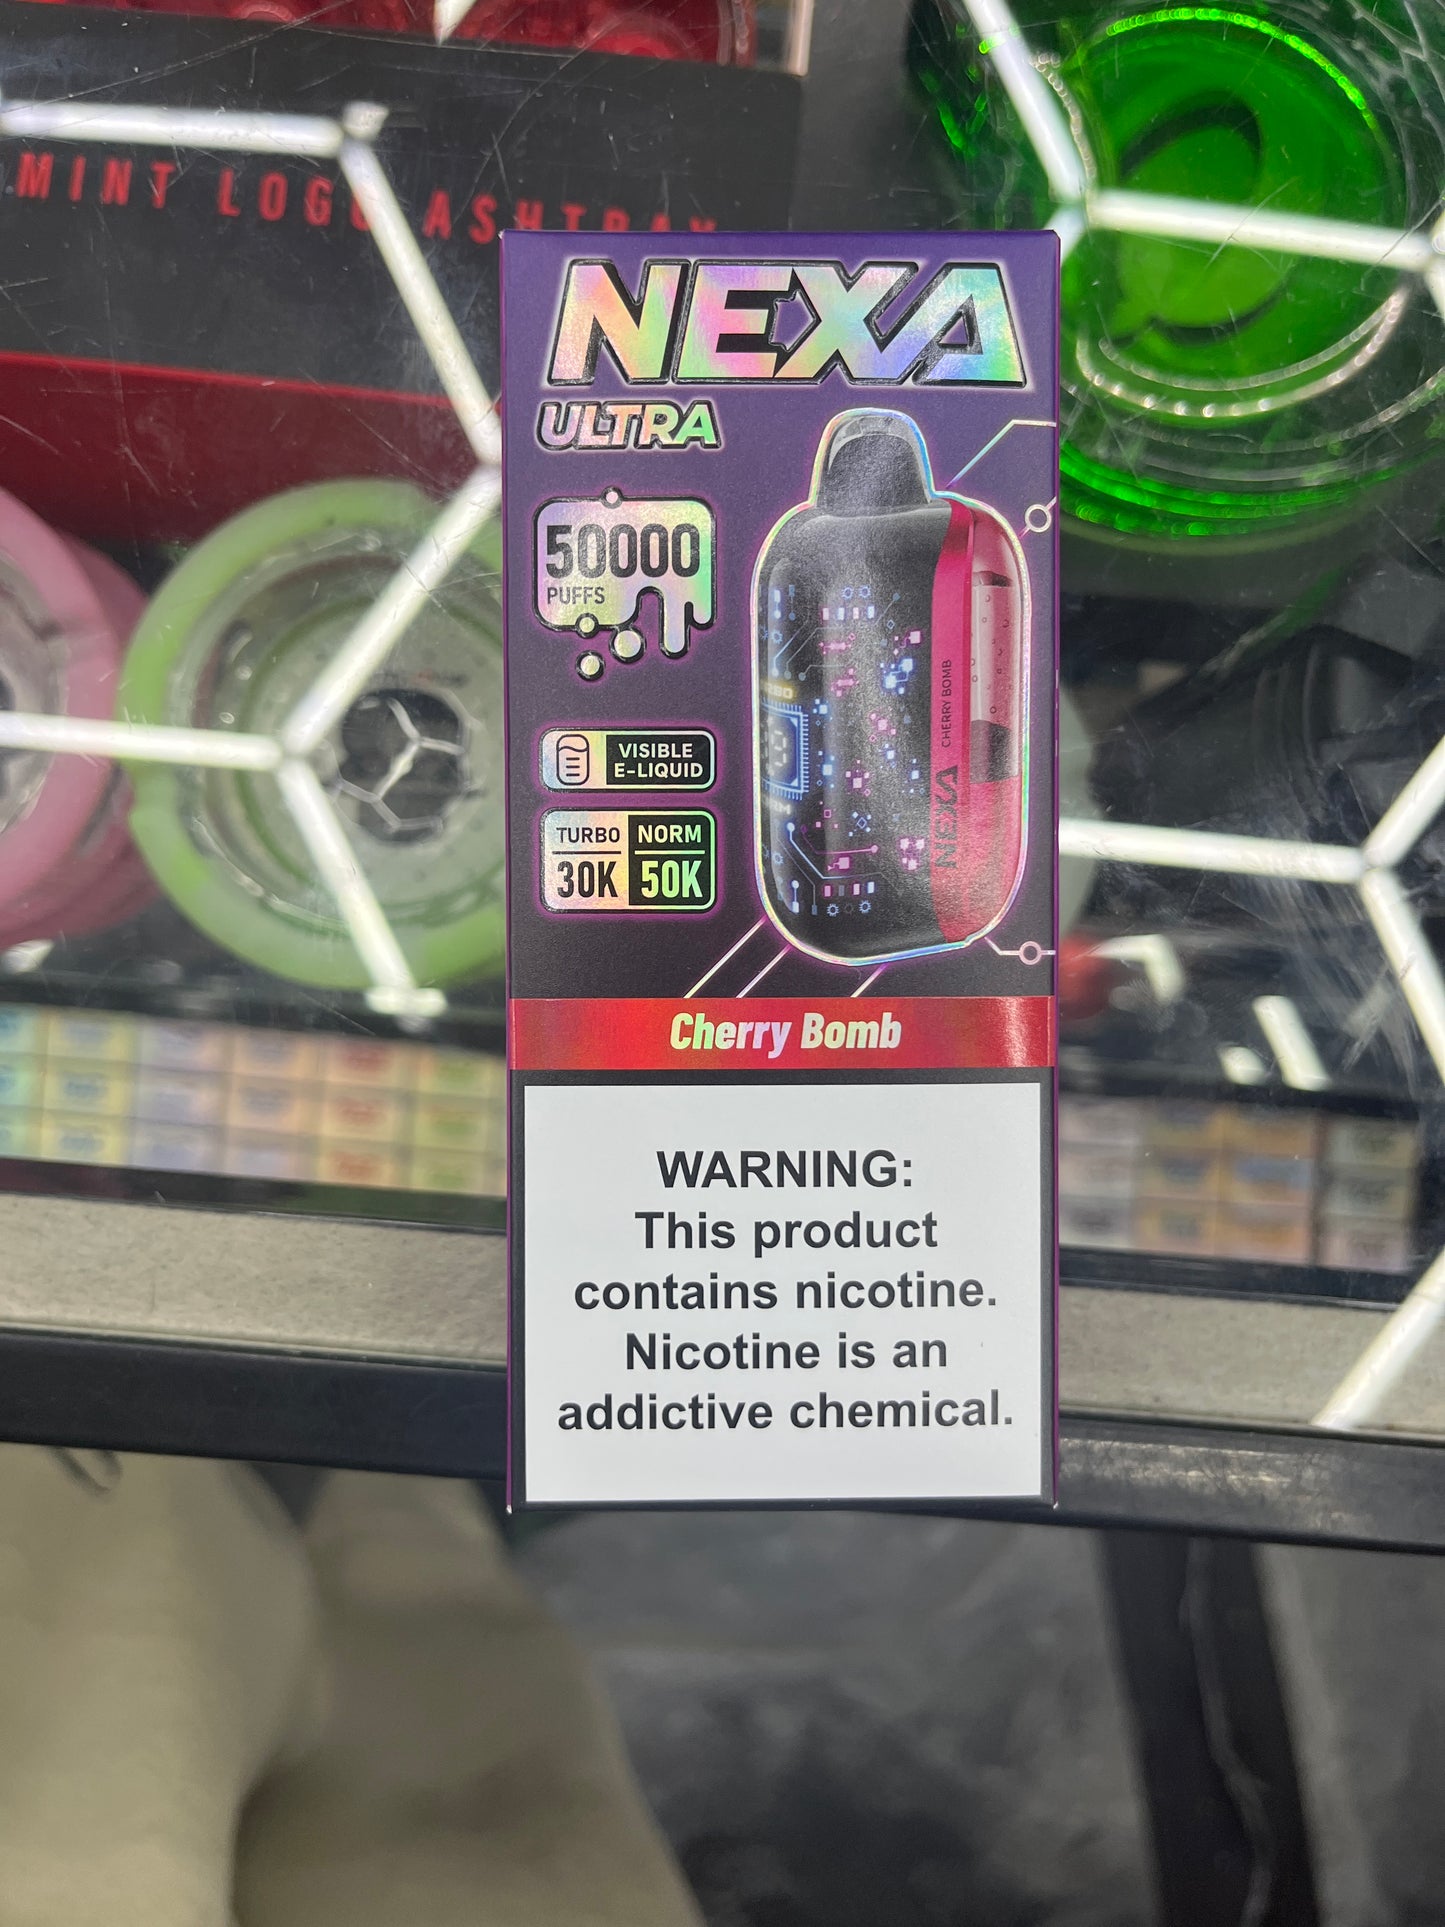 MINT LOGO ASHTRAY
NEXA
ULTRA
50000
PUFFS
VISIBLE
E-LIQUID
TURBO NORM
30K 50K
CHERRY BOMB
NEXA
Cherry Bomb
WARNING:
This product
contains nicotine.
Nicotine is an
addictive chemical.